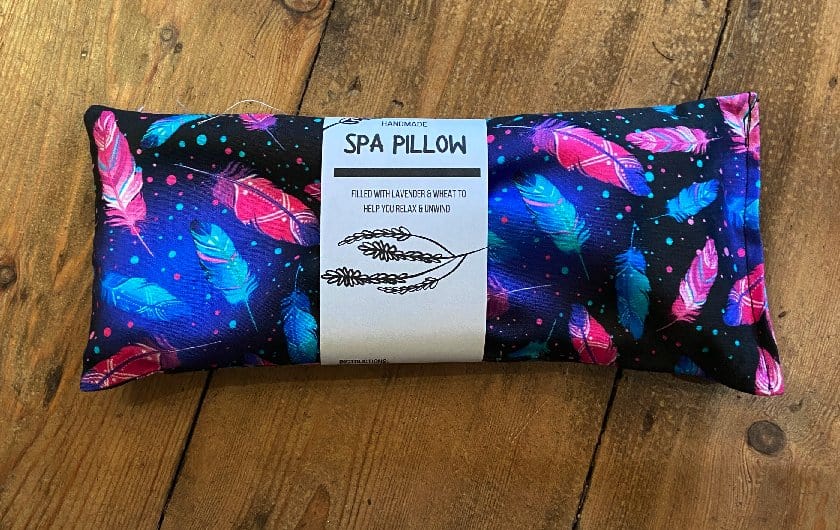 HANDMADE
SPA PILLOW
FILLED WITH LAVENDER & WHEAT TO
HELP YOU RELAX & UNWIND
INSTRUCTIONS: